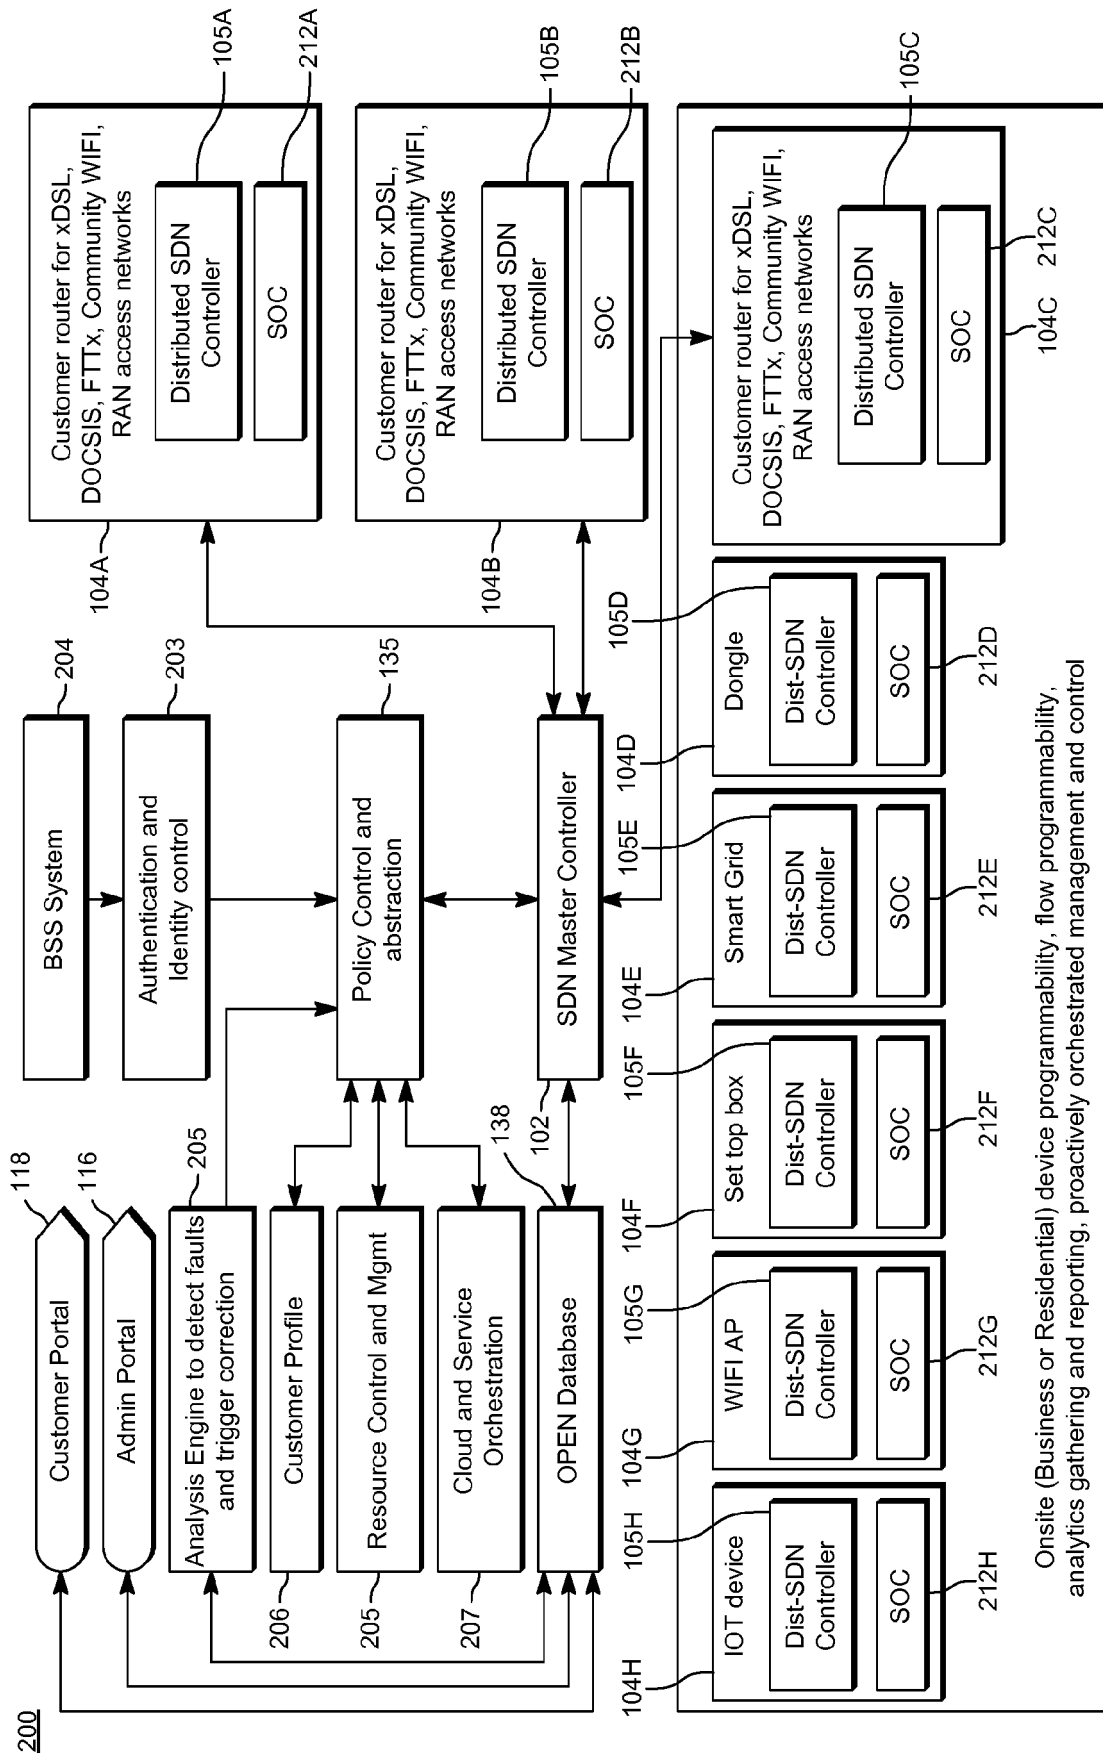 200
Customer Portal
118
Admin Portal
116
Analysis Engine to detect faults
and trigger correction
205
Customer Profile
206
Resource Control and Mgmt
205
Cloud and Service
Orchestration
207
OPEN Database
138
BSS System
204
Authentication and
Identity control
203
Policy Control and
abstraction
135
SDN Master Controller
102
Customer router for xDSL,
DOCSIS, FTTx, Community WIFI,
RAN access networks
Distributed SDN
Controller
SOC
104A
105A
212A
Customer router for xDSL,
DOCSIS, FTTx, Community WIFI,
RAN access networks
Distributed SDN
Controller
SOC
104B
105B
212B
104H
IOT device
105H
Dist-SDN
Controller
SOC
212H
104G
WIFI AP
105G
Dist-SDN
Controller
SOC
212G
104F
Set top box
105F
Dist-SDN
Controller
SOC
212F
104E
Smart Grid
105E
Dist-SDN
Controller
SOC
212E
104D
Dongle
105D
Dist-SDN
Controller
SOC
212D
Customer router for xDSL,
DOCSIS, FTTx, Community WIFI,
RAN access networks
Distributed SDN
Controller
SOC
105C
212C
104C
Onsite (Business or Residential) device programmability, flow programmability,
analytics gathering and reporting, proactively orchestrated management and control